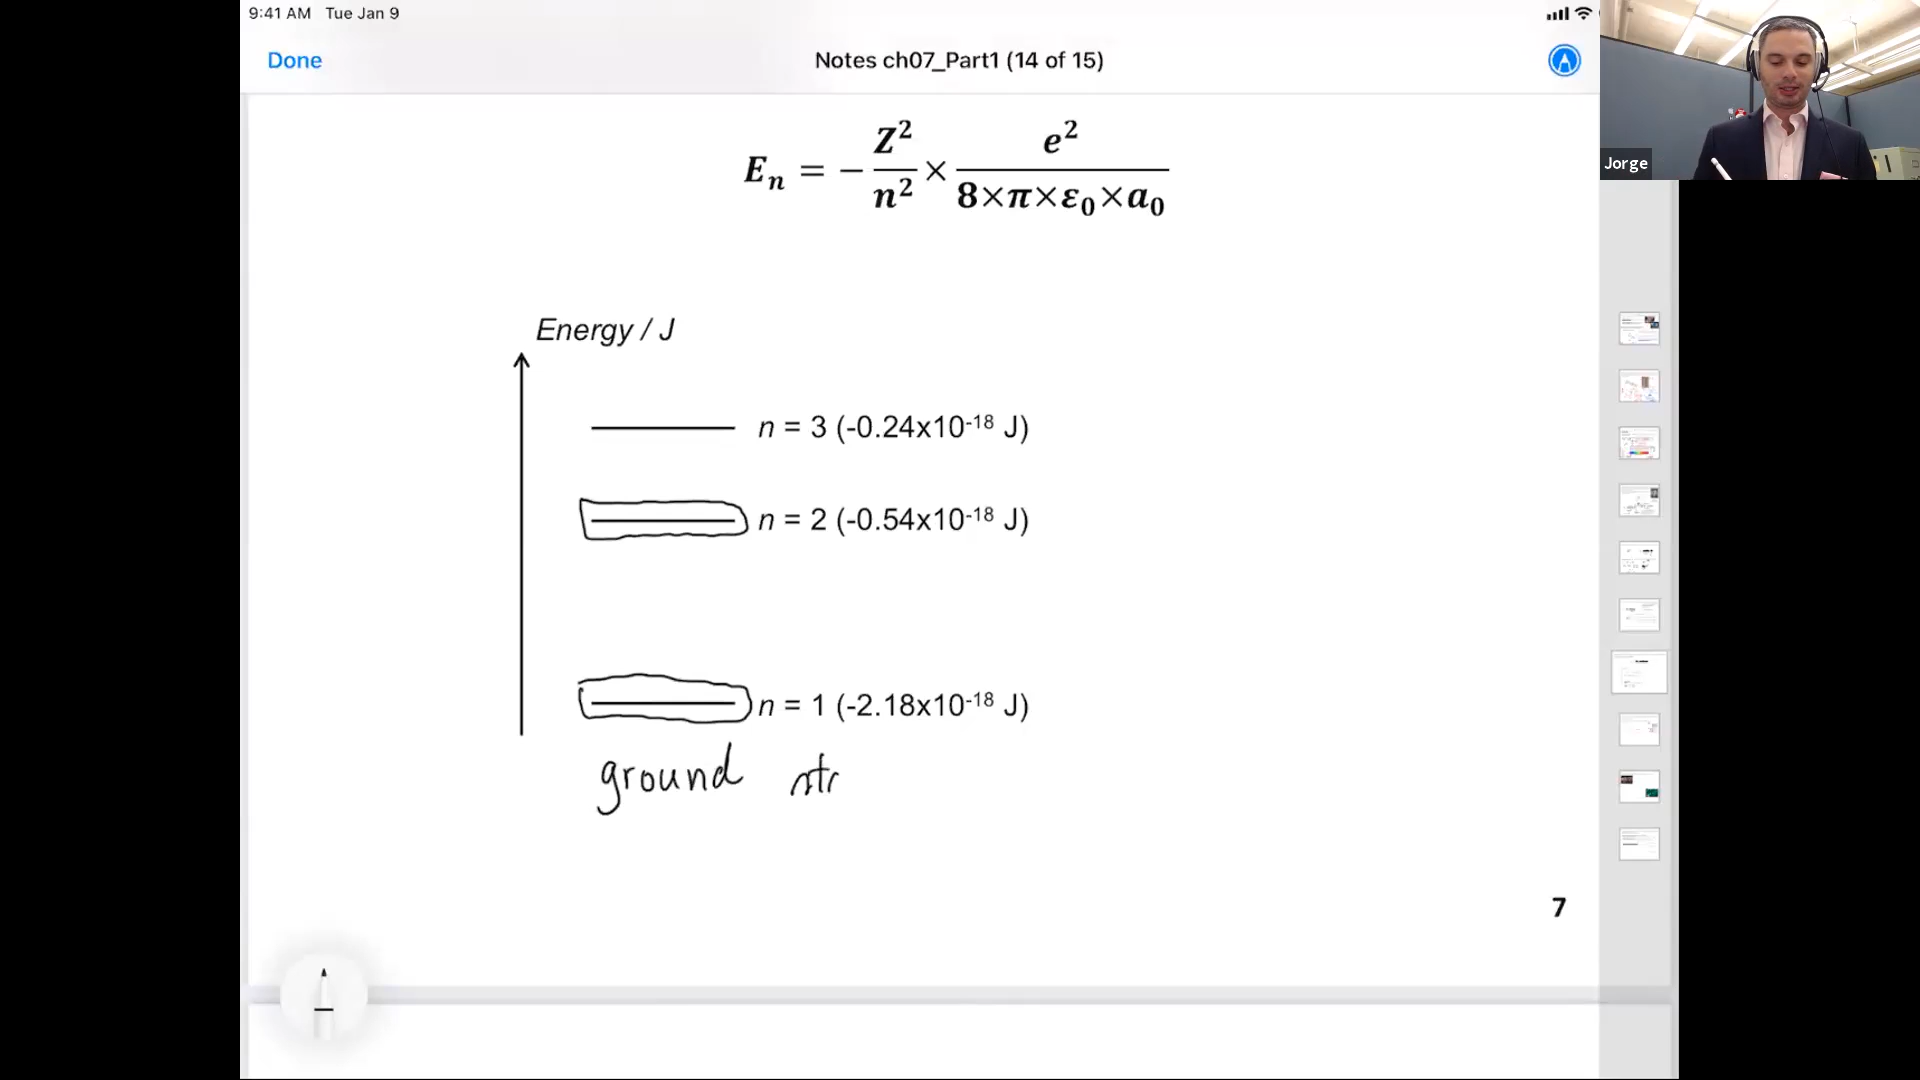 9:41 AM Tue Jan 9
Done
Notes ch07_Part1 (14 of 15)
Jorge
Eₙ = − Z²/n² × e²/(8×π×ε₀×a₀)
Energy / J
n = 3 (-0.24x10⁻¹⁸ J)
n = 2 (-0.54x10⁻¹⁸ J)
n = 1 (-2.18x10⁻¹⁸ J)
ground sta
7